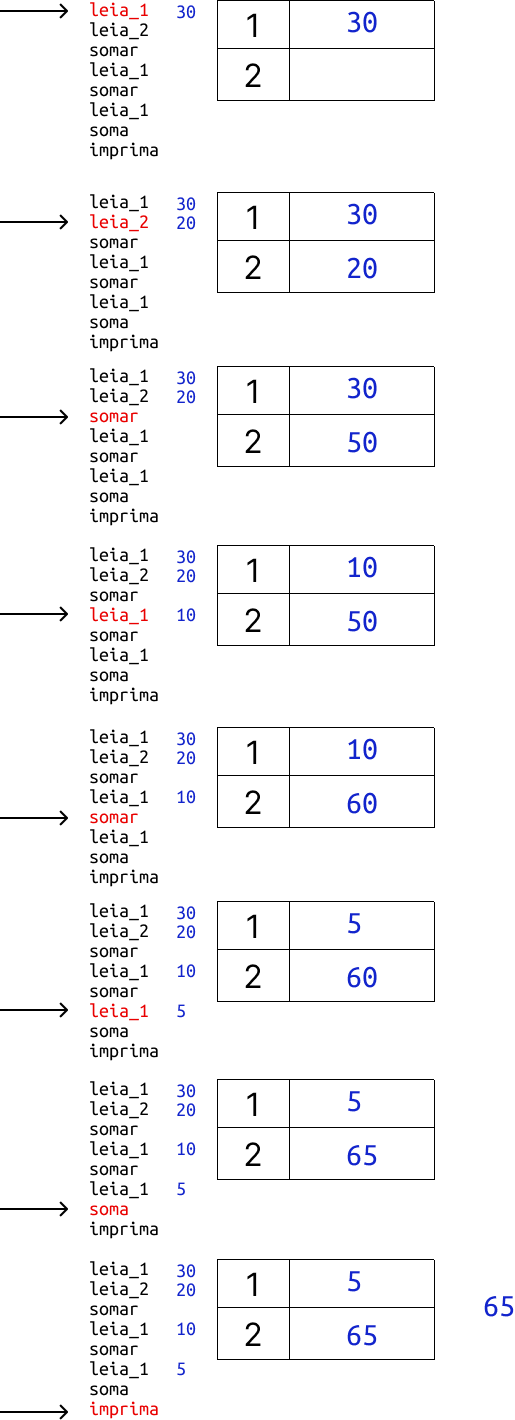 leia_1 30 1 30
leia_2
somar 2
leia_1
somar
leia_1
soma
imprima
leia_1 30 1 30
leia_2 20
somar 2 20
leia_1
somar
leia_1
soma
imprima
leia_1 30 1 30
leia_2 20
somar 2 50
leia_1
somar
leia_1
soma
imprima
leia_1 30 1 10
leia_2 20
somar
leia_1 10 2 50
somar
leia_1
soma
imprima
leia_1 30 1 10
leia_2 20
somar
leia_1 10 2 60
somar
leia_1
soma
imprima
leia_1 30 1 5
leia_2 20
somar
leia_1 10 2 60
somar
leia_1 5
soma
imprima
leia_1 30 1 5
leia_2 20
somar
leia_1 10 2 65
somar
leia_1 5
soma
imprima
leia_1 30 1 5
leia_2 20
somar 65
leia_1 10 2 65
somar
leia_1 5
soma
imprima